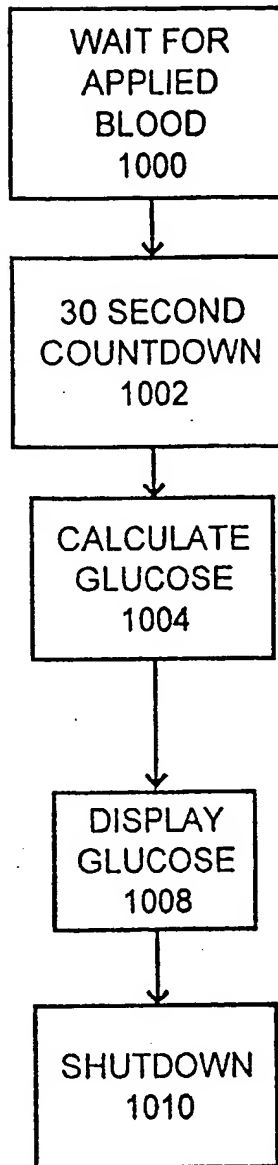 WAIT FOR
APPLIED
BLOOD
1000
30 SECOND
COUNTDOWN
1002
CALCULATE
GLUCOSE
1004
DISPLAY
GLUCOSE
1008
SHUTDOWN
1010